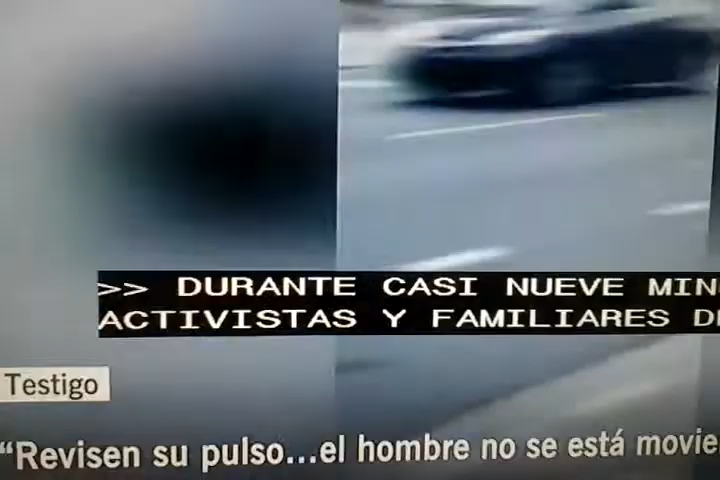 >> DURANTE CASI NUEVE
ACTIVISTAS Y FAMILIARES
Testigo
“Revisen su pulso...el hombre no se está